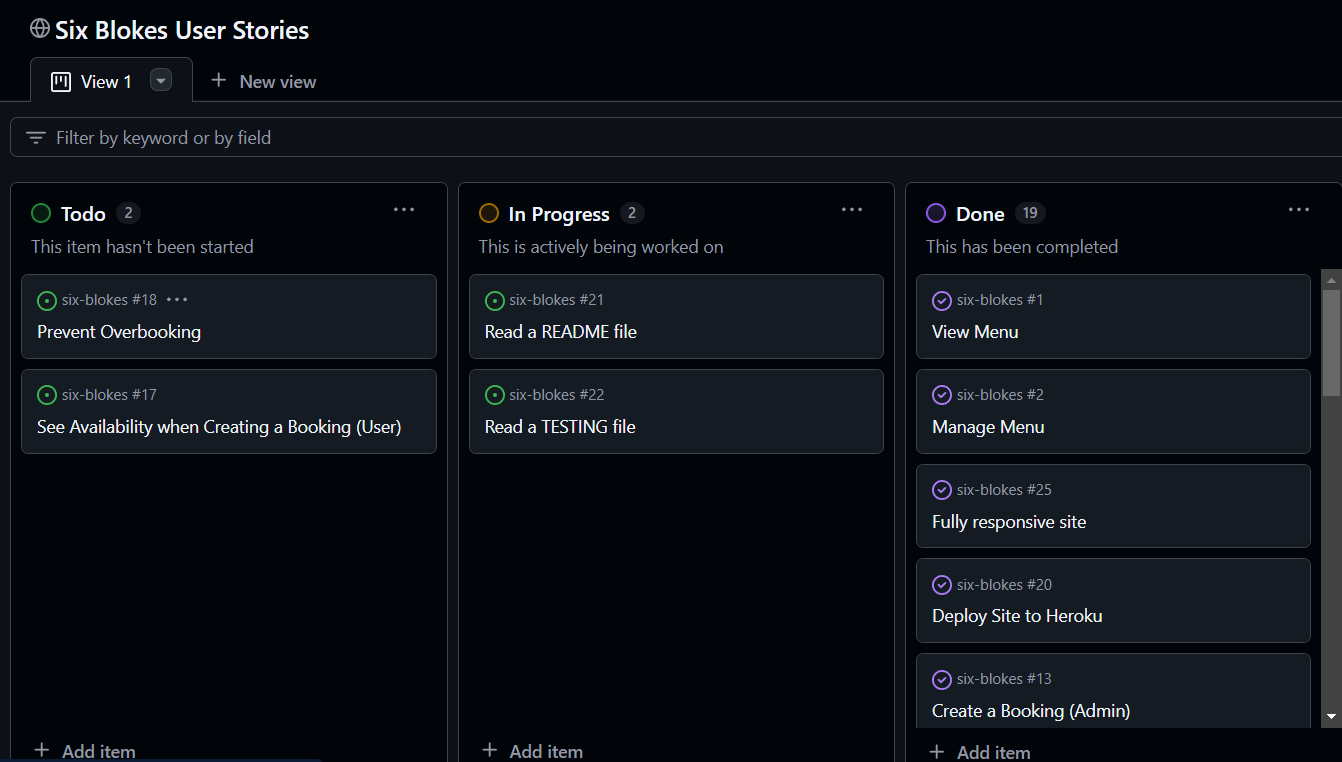 Six Blokes User Stories
View 1
New view
Filter by keyword or by field
Todo 2
This item hasn't been started
six-blokes #18
Prevent Overbooking
six-blokes #17
See Availability when Creating a Booking (User)
Add item
In Progress 2
This is actively being worked on
six-blokes #21
Read a README file
six-blokes #22
Read a TESTING file
Add item
Done 19
This has been completed
six-blokes #1
View Menu
six-blokes #2
Manage Menu
six-blokes #25
Fully responsive site
six-blokes #20
Deploy Site to Heroku
six-blokes #13
Create a Booking (Admin)
Add item